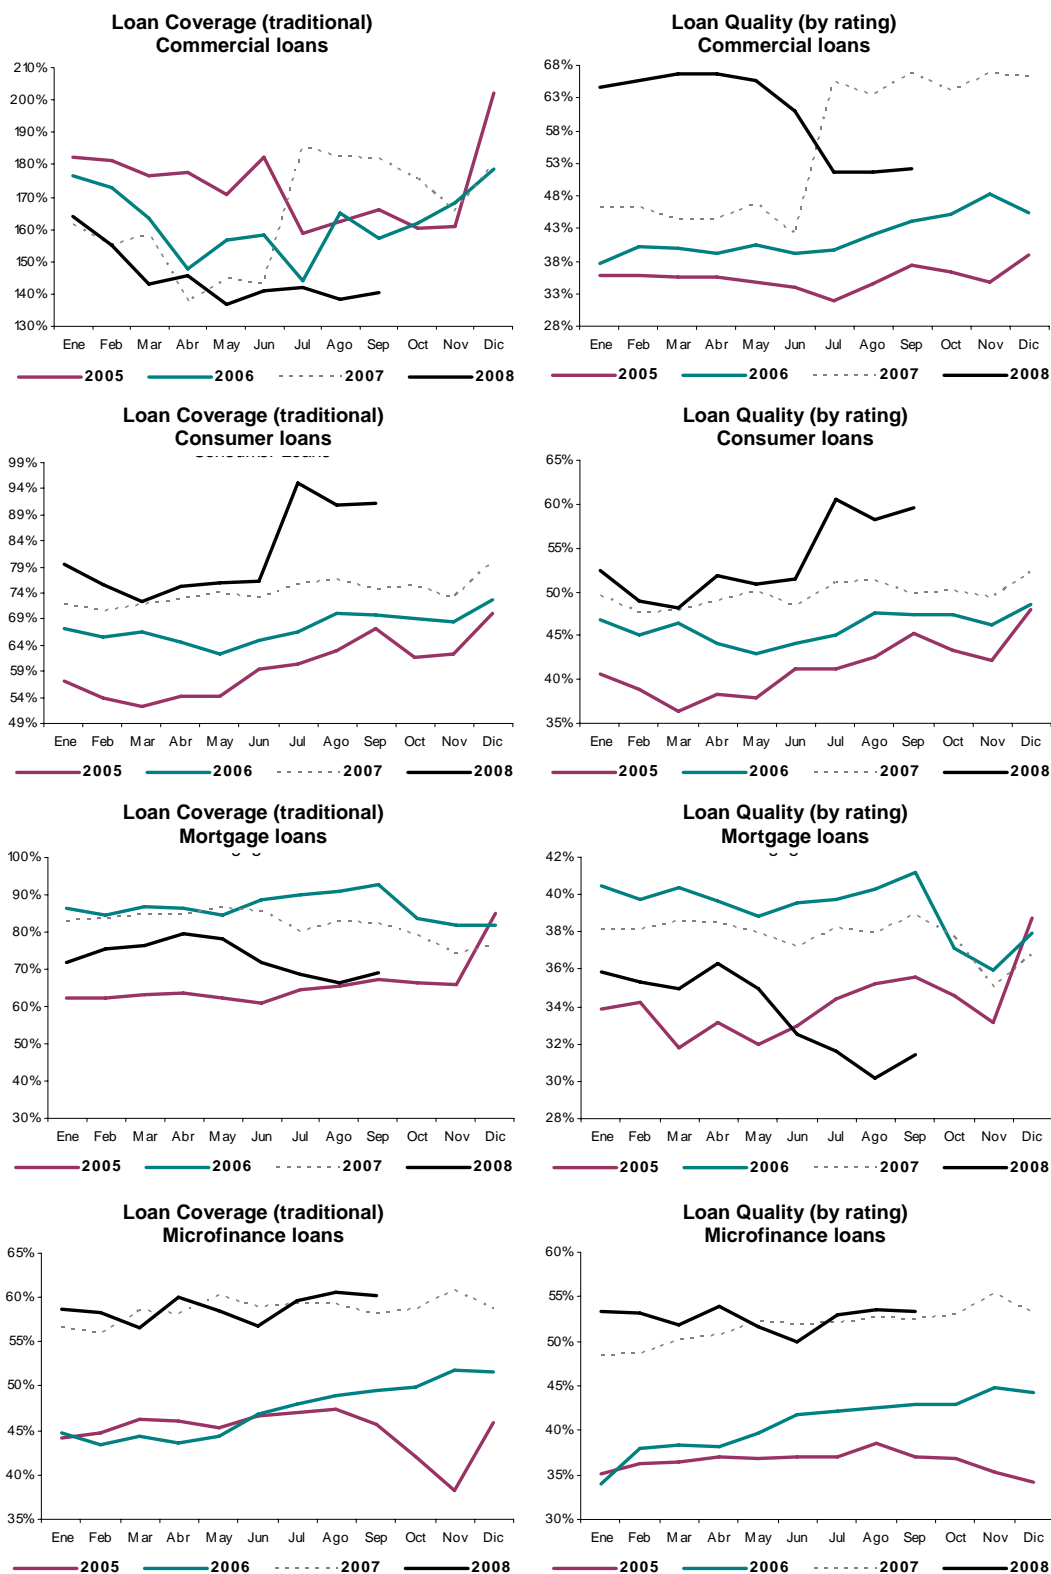 Loan Coverage (traditional)
Commercial loans
210%
200%
190%
180%
170%
160%
150%
140%
130%
Ene Feb Mar Abr May Jun Jul Ago Sep Oct Nov Dic
2005 2006 2007 2008
Loan Quality (by rating)
Commercial loans
68%
63%
58%
53%
48%
43%
38%
33%
28%
Ene Feb Mar Abr May Jun Jul Ago Sep Oct Nov Dic
2005 2006 2007 2008
Loan Coverage (traditional)
Consumer loans
99%
94%
89%
84%
79%
74%
69%
64%
59%
54%
49%
Ene Feb Mar Abr May Jun Jul Ago Sep Oct Nov Dic
2005 2006 2007 2008
Loan Quality (by rating)
Consumer loans
65%
60%
55%
50%
45%
40%
35%
Ene Feb Mar Abr May Jun Jul Ago Sep Oct Nov Dic
2005 2006 2007 2008
Loan Coverage (traditional)
Mortgage loans
100%
90%
80%
70%
60%
50%
40%
30%
Ene Feb Mar Abr May Jun Jul Ago Sep Oct Nov Dic
2005 2006 2007 2008
Loan Quality (by rating)
Mortgage loans
42%
40%
38%
36%
34%
32%
30%
28%
Ene Feb Mar Abr May Jun Jul Ago Sep Oct Nov Dic
2005 2006 2007 2008
Loan Coverage (traditional)
Microfinance loans
65%
60%
55%
50%
45%
40%
35%
Ene Feb Mar Abr May Jun Jul Ago Sep Oct Nov Dic
2005 2006 2007 2008
Loan Quality (by rating)
Microfinance loans
60%
55%
50%
45%
40%
35%
30%
Ene Feb Mar Abr May Jun Jul Ago Sep Oct Nov Dic
2005 2006 2007 2008